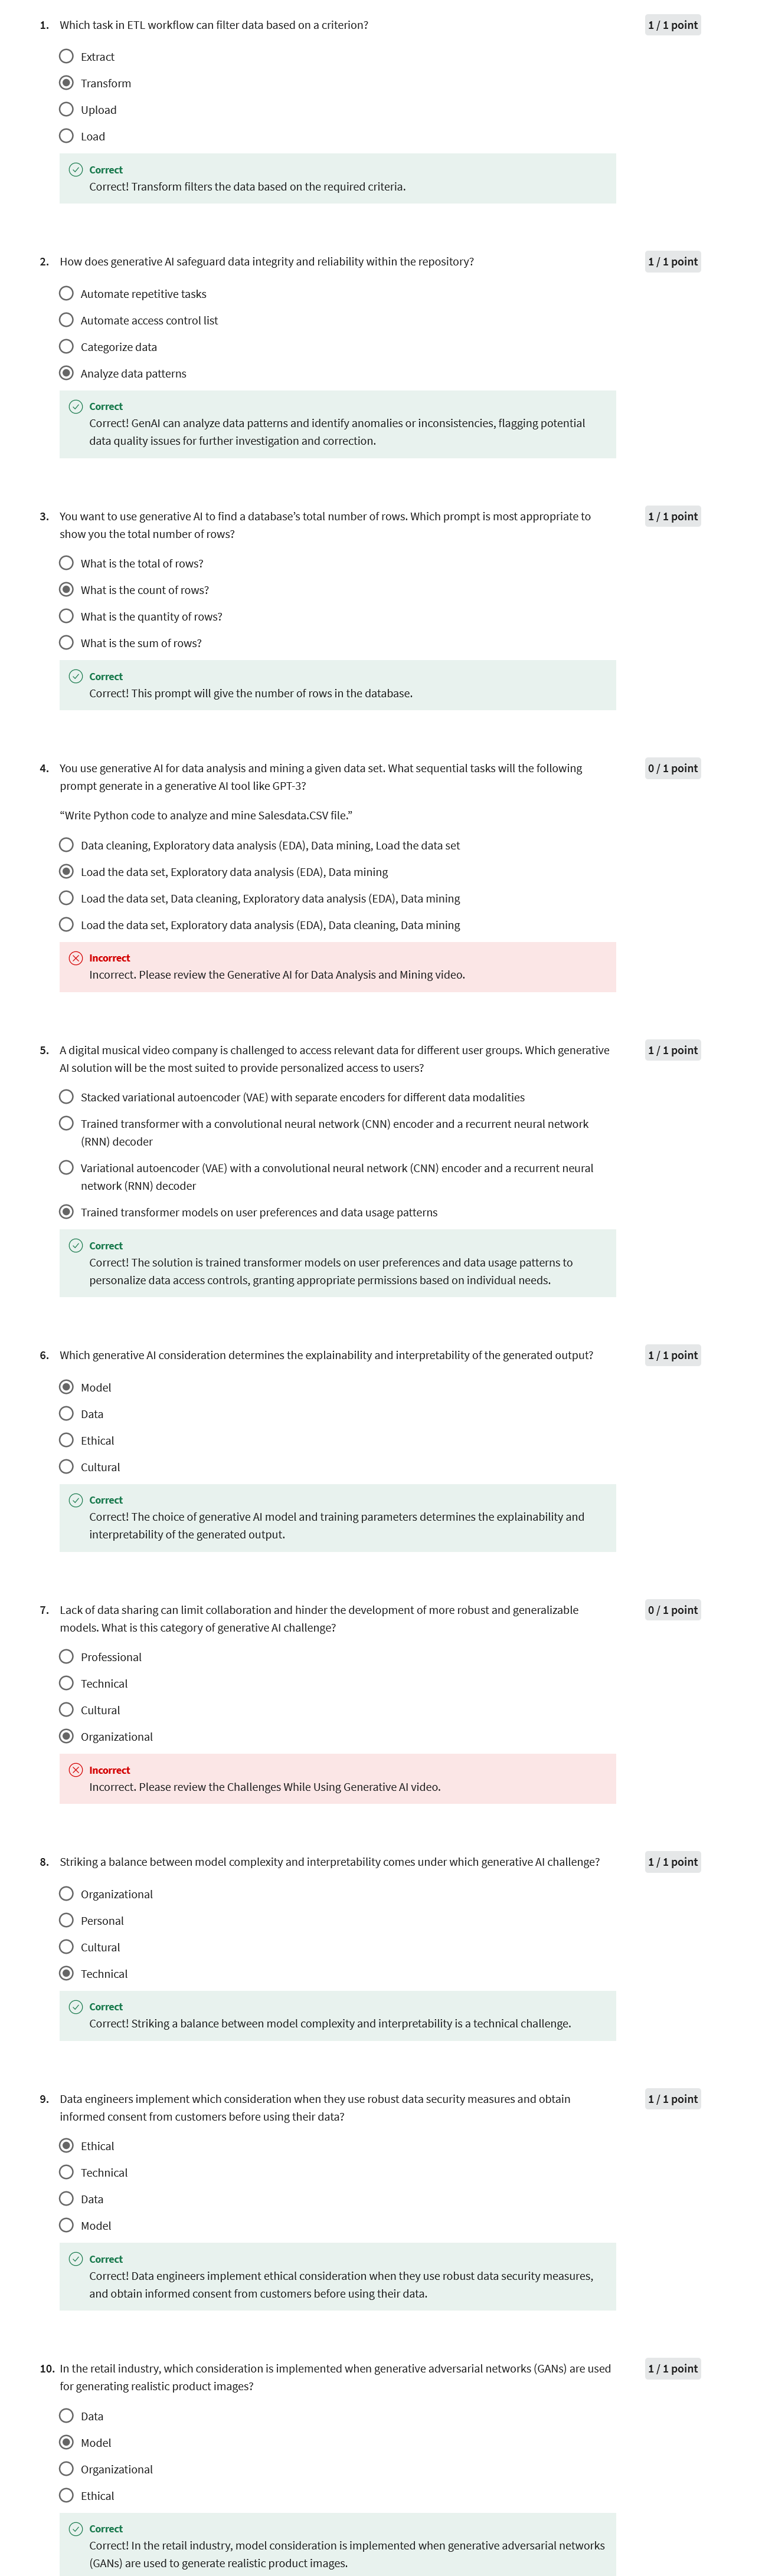 1. Which task in ETL workflow can filter data based on a criterion?
1 / 1 point
Extract
Transform
Upload
Load
Correct
Correct! Transform filters the data based on the required criteria.
2. How does generative AI safeguard data integrity and reliability within the repository?
1 / 1 point
Automate repetitive tasks
Automate access control list
Categorize data
Analyze data patterns
Correct
Correct! GenAI can analyze data patterns and identify anomalies or inconsistencies, flagging potential
data quality issues for further investigation and correction.
3. You want to use generative AI to find a database’s total number of rows. Which prompt is most appropriate to
show you the total number of rows?
1 / 1 point
What is the total of rows?
What is the count of rows?
What is the quantity of rows?
What is the sum of rows?
Correct
Correct! This prompt will give the number of rows in the database.
4. You use generative AI for data analysis and mining a given data set. What sequential tasks will the following
prompt generate in a generative AI tool like GPT-3?
0 / 1 point
“Write Python code to analyze and mine Salesdata.CSV file.”
Data cleaning, Exploratory data analysis (EDA), Data mining, Load the data set
Load the data set, Exploratory data analysis (EDA), Data mining
Load the data set, Data cleaning, Exploratory data analysis (EDA), Data mining
Load the data set, Exploratory data analysis (EDA), Data cleaning, Data mining
Incorrect
Incorrect. Please review the Generative AI for Data Analysis and Mining video.
5. A digital musical video company is challenged to access relevant data for different user groups. Which generative
AI solution will be the most suited to provide personalized access to users?
1 / 1 point
Stacked variational autoencoder (VAE) with separate encoders for different data modalities
Trained transformer with a convolutional neural network (CNN) encoder and a recurrent neural network
(RNN) decoder
Variational autoencoder (VAE) with a convolutional neural network (CNN) encoder and a recurrent neural
network (RNN) decoder
Trained transformer models on user preferences and data usage patterns
Correct
Correct! The solution is trained transformer models on user preferences and data usage patterns to
personalize data access controls, granting appropriate permissions based on individual needs.
6. Which generative AI consideration determines the explainability and interpretability of the generated output?
1 / 1 point
Model
Data
Ethical
Cultural
Correct
Correct! The choice of generative AI model and training parameters determines the explainability and
interpretability of the generated output.
7. Lack of data sharing can limit collaboration and hinder the development of more robust and generalizable
models. What is this category of generative AI challenge?
0 / 1 point
Professional
Technical
Cultural
Organizational
Incorrect
Incorrect. Please review the Challenges While Using Generative AI video.
8. Striking a balance between model complexity and interpretability comes under which generative AI challenge?
1 / 1 point
Organizational
Personal
Cultural
Technical
Correct
Correct! Striking a balance between model complexity and interpretability is a technical challenge.
9. Data engineers implement which consideration when they use robust data security measures and obtain
informed consent from customers before using their data?
1 / 1 point
Ethical
Technical
Data
Model
Correct
Correct! Data engineers implement ethical consideration when they use robust data security measures,
and obtain informed consent from customers before using their data.
10. In the retail industry, which consideration is implemented when generative adversarial networks (GANs) are used
for generating realistic product images?
1 / 1 point
Data
Model
Organizational
Ethical
Correct
Correct! In the retail industry, model consideration is implemented when generative adversarial networks
(GANs) are used to generate realistic product images.